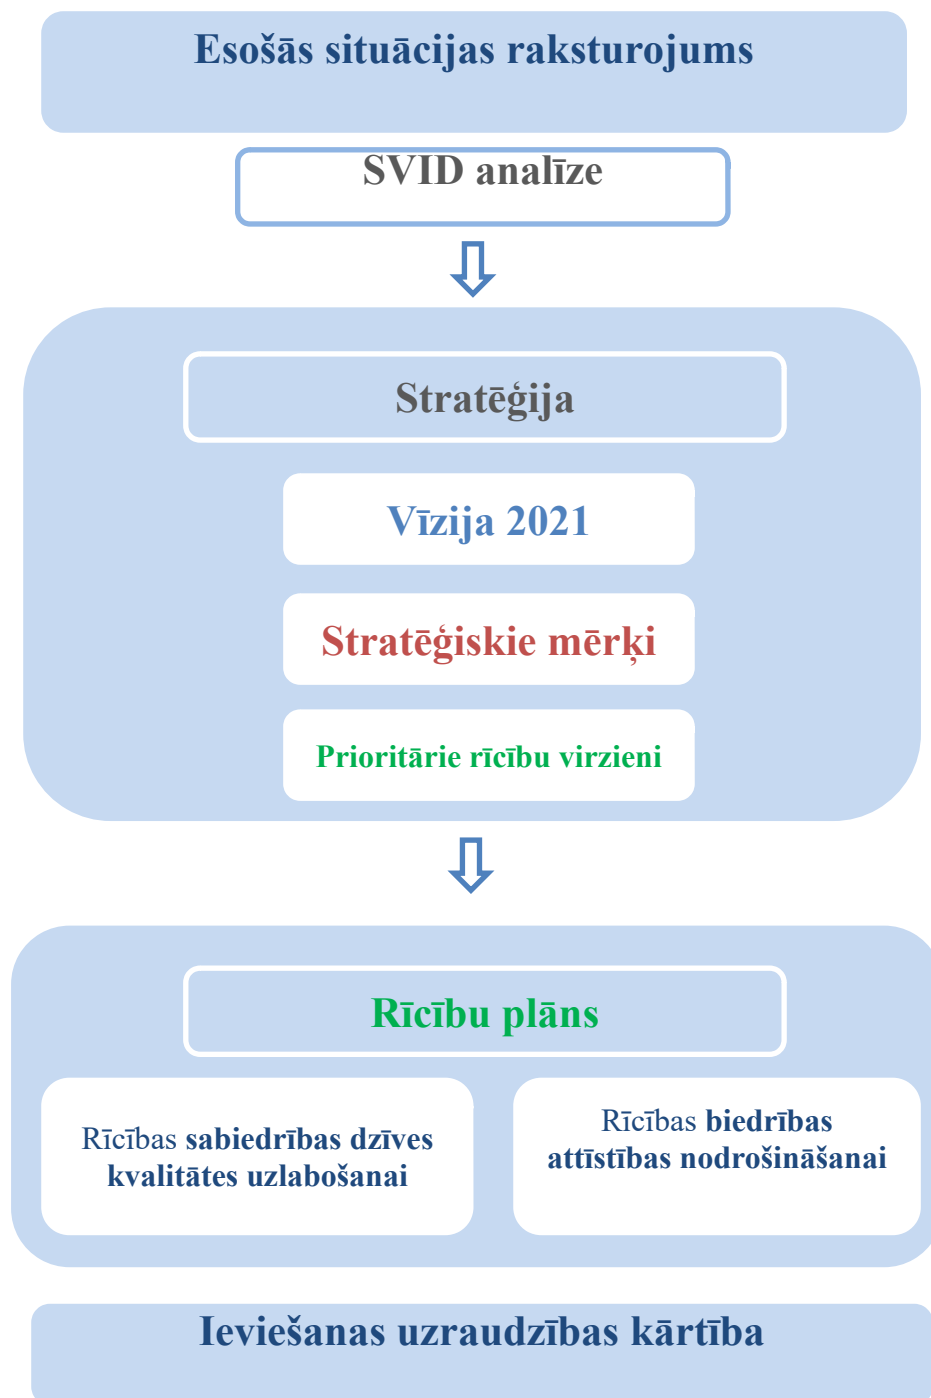 Esošās situācijas raksturojums
SVID analīze
Stratēģija
Vīzija 2021
Stratēģiskie mērķi
Prioritārie rīcību virzieni
Rīcību plāns
Rīcības sabiedrības dzīves
kvalitātes uzlabošanai
Rīcības biedrības
attīstības nodrošināšanai
Ieviešanas uzraudzības kārtība